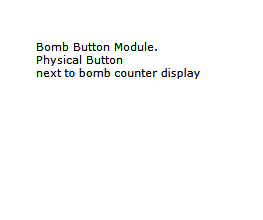 Bomb Button Module.
Physical Button
next to bomb counter display